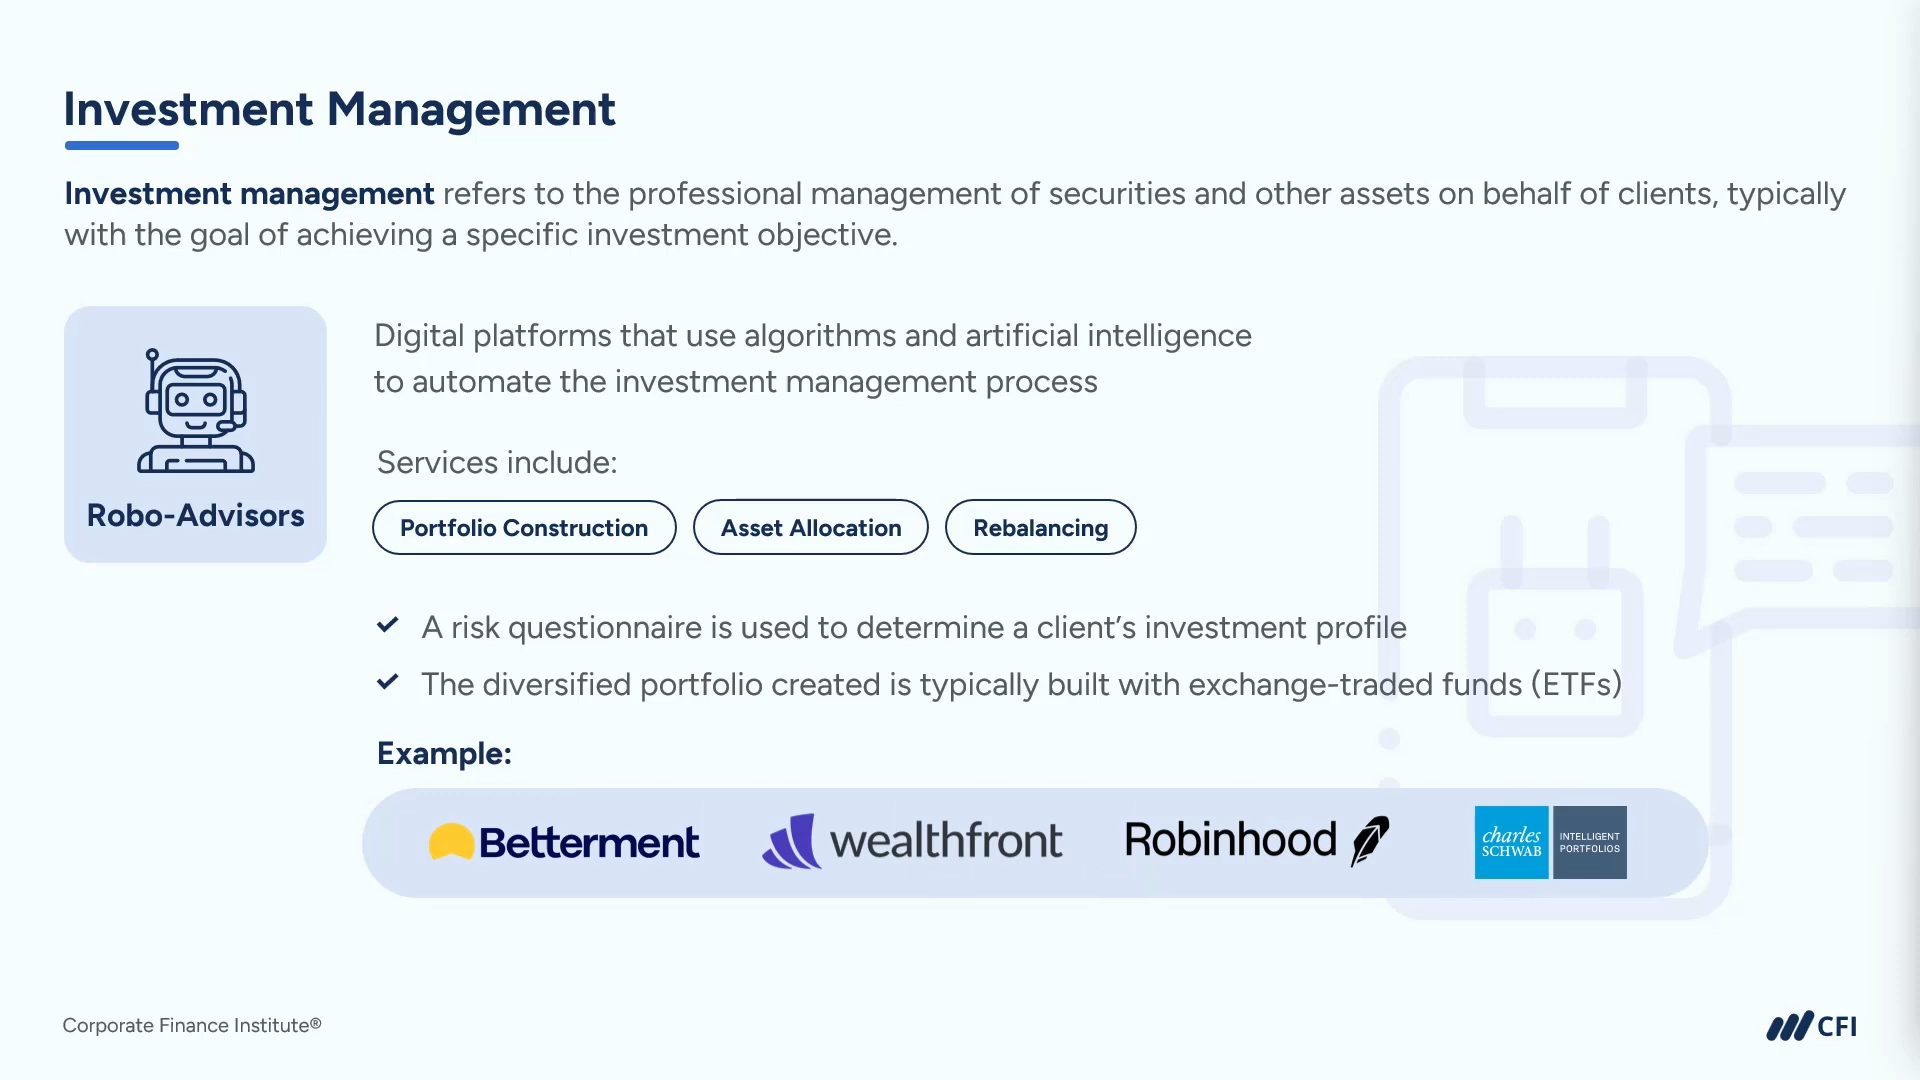 Investment Management
Investment management refers to the professional management of securities and other assets on behalf of clients, typically
with the goal of achieving a specific investment objective.
Robo-Advisors
Digital platforms that use algorithms and artificial intelligence
to automate the investment management process
Services include:
Portfolio Construction
Asset Allocation
Rebalancing
A risk questionnaire is used to determine a client’s investment profile
The diversified portfolio created is typically built with exchange-traded funds (ETFs)
Example:
Betterment
wealthfront
Robinhood
charles
SCHWAB
INTELLIGENT
PORTFOLIOS
Corporate Finance Institute®
CFI